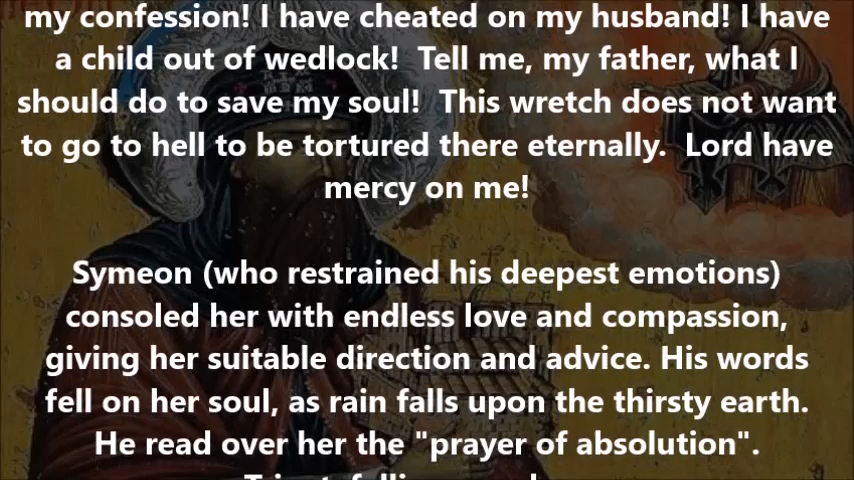 my confession! I have cheated on my husband! I have
a child out of wedlock!  Tell me, my father, what I
should do to save my soul!  This wretch does not want
to go to hell to be tortured there eternally.  Lord have
mercy on me!
Symeon (who restrained his deepest emotions)
consoled her with endless love and compassion,
giving her suitable direction and advice. His words
fell on her soul, as rain falls upon the thirsty earth.
He read over her the "prayer of absolution".